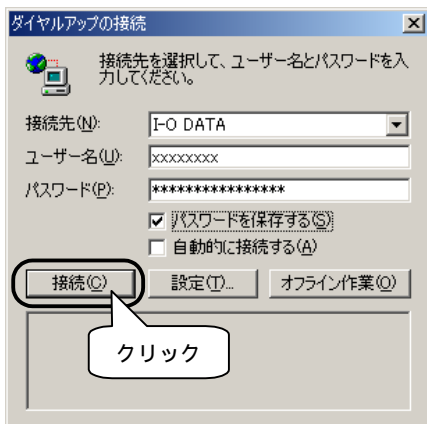 ダイヤルアップの接続
接続先を選択して、ユーザー名とパスワードを入
力してください。
接続先(N): I-O DATA
ユーザー名(U): xxxxxxxx
パスワード(P): ****************
パスワードを保存する(S)
自動的に接続する(A)
接続(C) 設定(T)... オフライン作業(O)
クリック